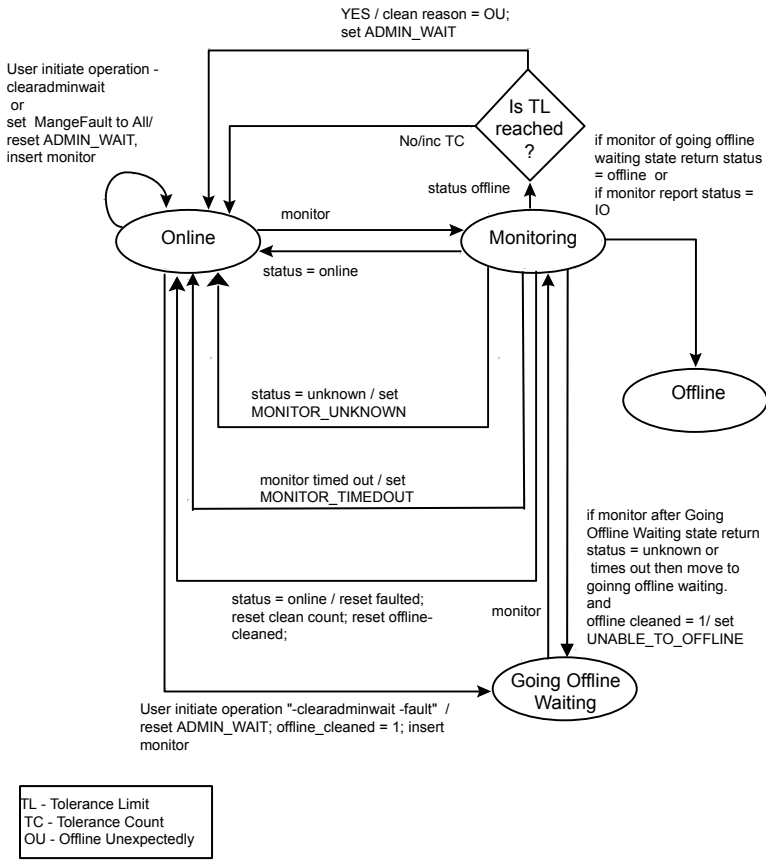 YES / clean reason = OU;
set ADMIN_WAIT
User initiate operation -
clearadminwait
or
set MangeFault to All/
reset ADMIN_WAIT,
insert monitor
Is TL
reached
?
No/inc TC
status offline
if monitor of going offline
waiting state return status
= offline or
if monitor report status =
IO
Online
monitor
Monitoring
status = online
Offline
status = unknown / set
MONITOR_UNKNOWN
monitor timed out / set
MONITOR_TIMEDOUT
if monitor after Going
Offline Waiting state return
status = unknown or
times out then move to
goinng offline waiting.
and
offline cleaned = 1/ set
UNABLE_TO_OFFLINE
status = online / reset faulted;
reset clean count; reset offline-
cleaned;
monitor
Going Offline
Waiting
User initiate operation "-clearadminwait -fault" /
reset ADMIN_WAIT; offline_cleaned = 1; insert
monitor
TL - Tolerance Limit
TC - Tolerance Count
OU - Offline Unexpectedly